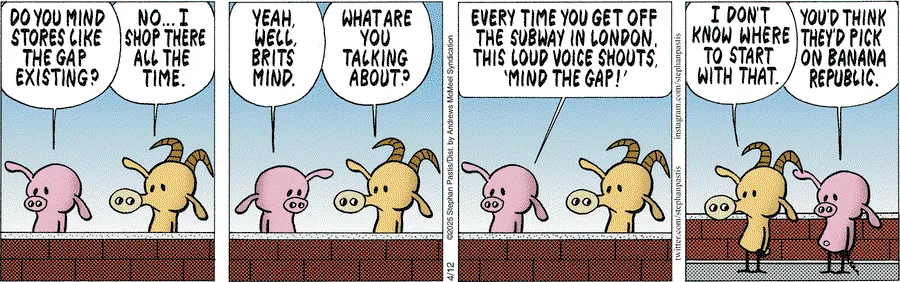 DO YOU MIND
STORES LIKE
THE GAP
EXISTING?
NO... I
SHOP THERE
ALL THE
TIME.
YEAH,
WELL,
BRITS
MIND.
WHAT ARE
YOU
TALKING
ABOUT?
4/12 ©2025 Stephan Pastis/Dist. by Andrews McMeel Syndication
EVERY TIME YOU GET OFF
THE SUBWAY IN LONDON,
THIS LOUD VOICE SHOUTS,
'MIND THE GAP!'
twitter.com/stephanpastis instagram.com/stephanpastis
I DON'T
KNOW WHERE
TO START
WITH THAT.
YOU'D THINK
THEY'D PICK
ON BANANA
REPUBLIC.